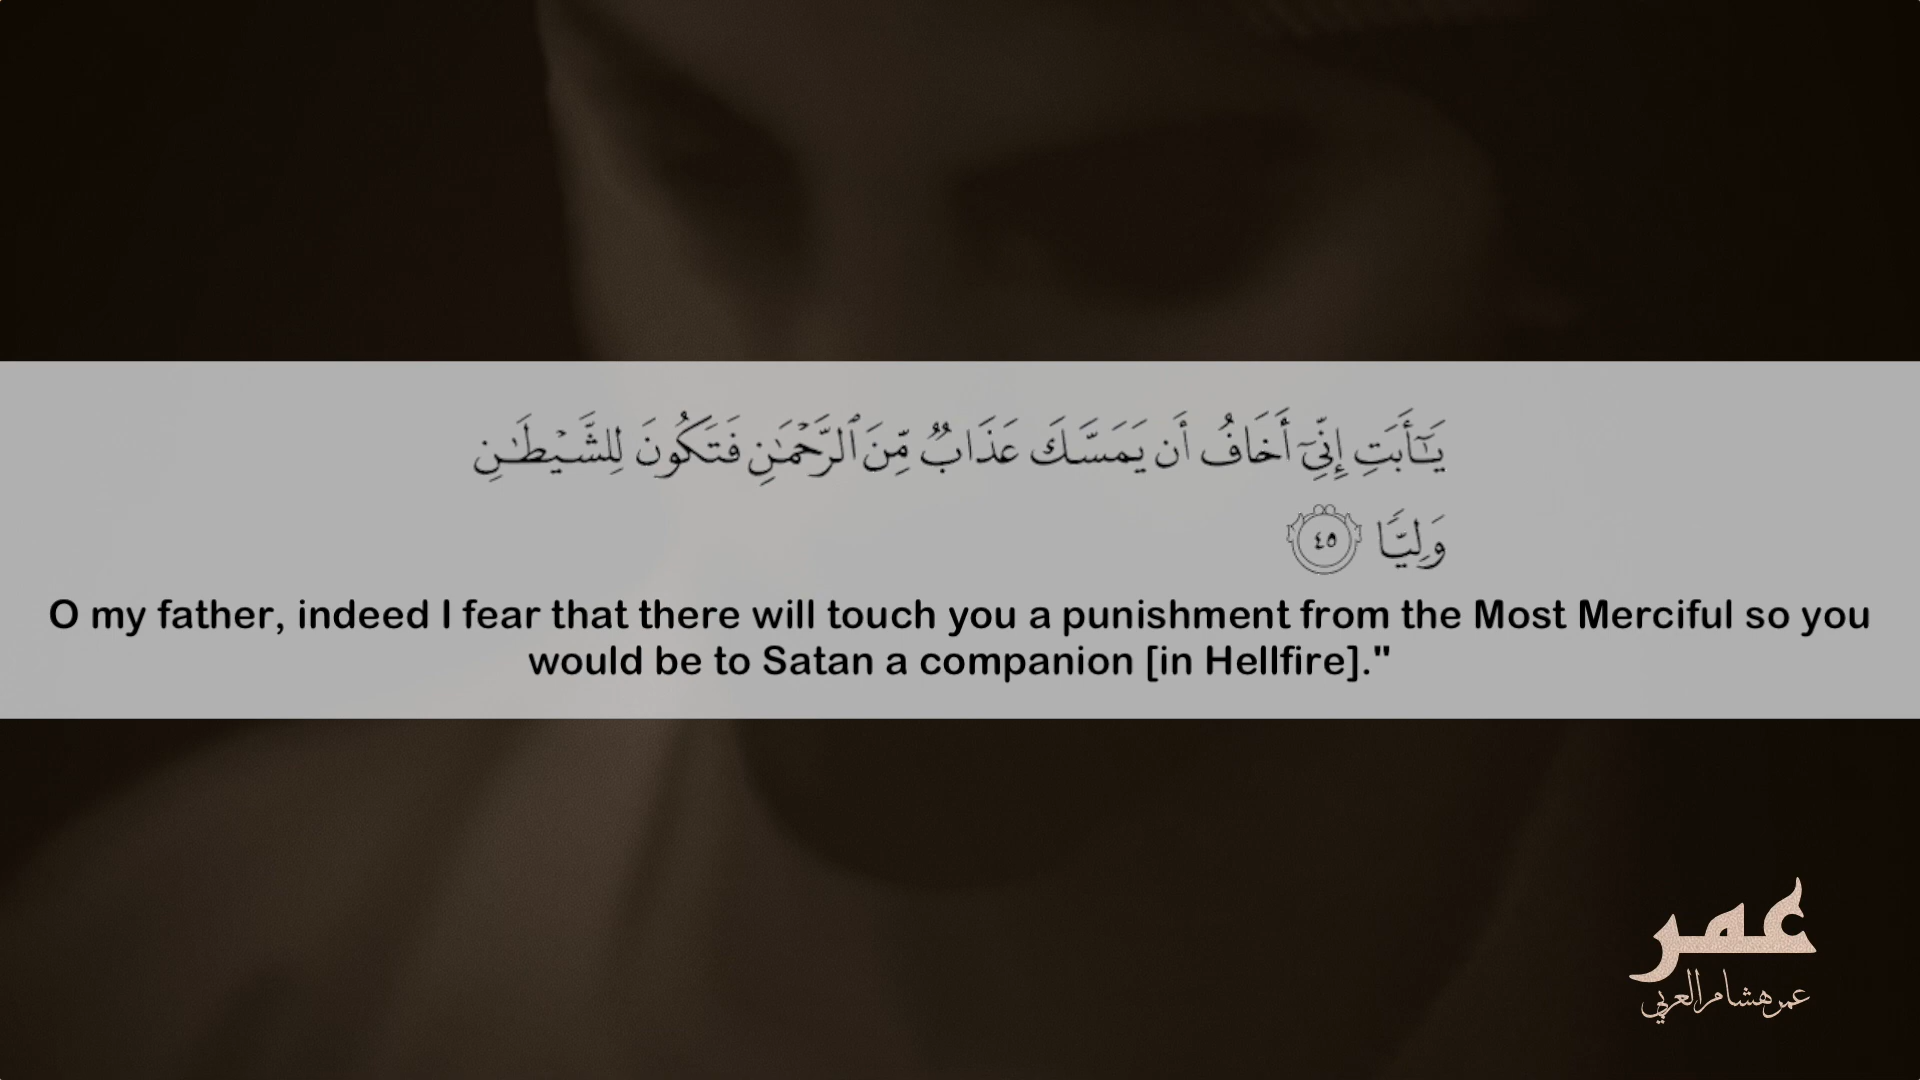 يَـٰٓأَبَتِ إِنِّىٓ أَخَافُ أَن يَمَسَّكَ عَذَابٌ مِّنَ ٱلرَّحْمَـٰنِ فَتَكُونَ لِلشَّيْطَـٰنِ
وَلِيًّا ٤٥
O my father, indeed I fear that there will touch you a punishment from the Most Merciful so you
would be to Satan a companion [in Hellfire]."
عمر
عمر هشام العربي